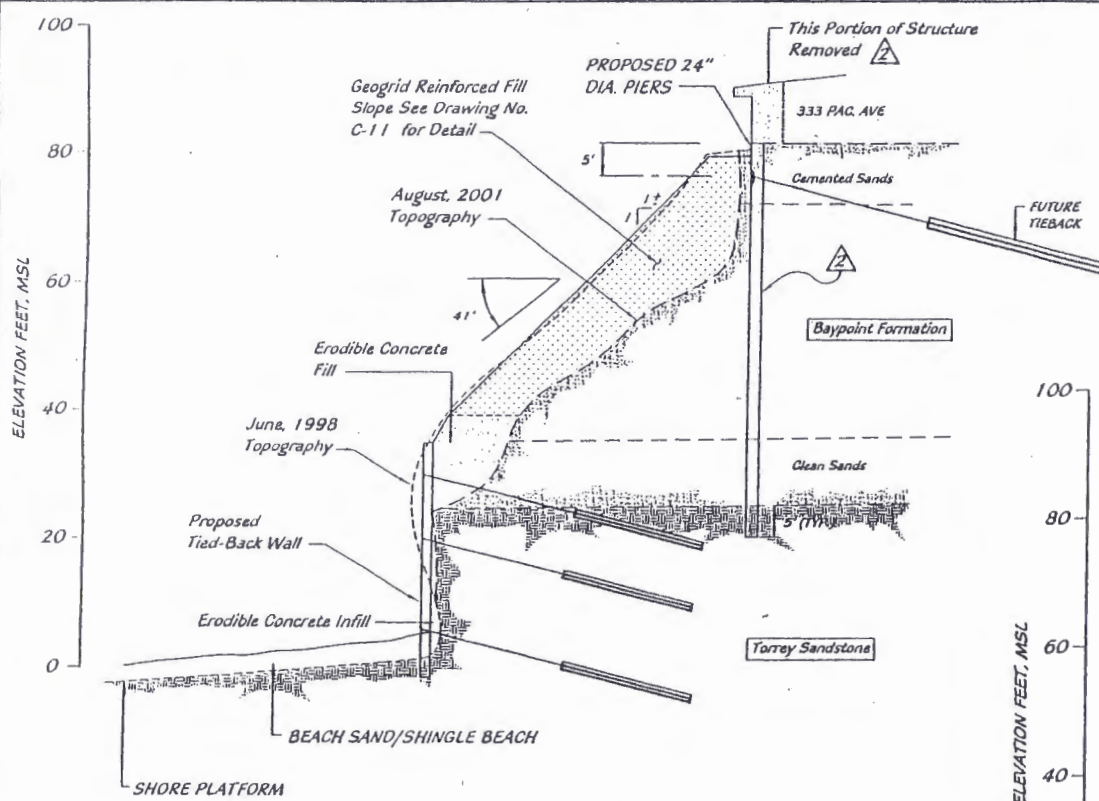 100
This Portion of Structure
Removed 2
PROPOSED 24"
DIA. PIERS
Geogrid Reinforced Fill
Slope See Drawing No.
C-11 for Detail
333 PAC. AVE
80
5'
Cemented Sands
August, 2001
Topography
1±
1
FUTURE
TIEBACK
ELEVATION FEET, MSL
60
2
41°
Baypoint Formation
Erodible Concrete
Fill
100
40
June, 1998
Topography
Clean Sands
Proposed
Tied-Back Wall
20
5' (TYP.)
80
Erodible Concrete Infill
Torrey Sandstone
0
60
ELEVATION FEET, MSL
BEACH SAND/SHINGLE BEACH
SHORE PLATFORM
40